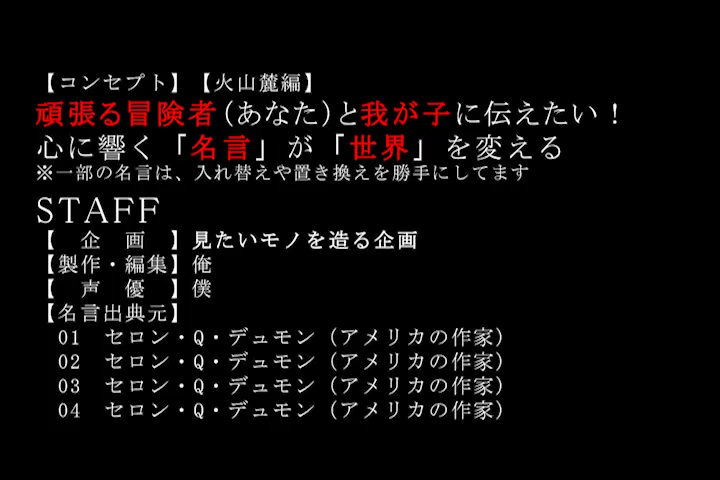 【コンセプト】【火山麓編】
頑張る冒険者(あなた)と我が子に伝えたい！
心に響く「名言」が「世界」を変える
※一部の名言は、入れ替えや置き換えを勝手にしてます
STAFF
【　企　画　】見たいモノを造る企画
【製作・編集】俺
【　声　優　】僕
【名言出典元】
01　セロン・Q・デュモン（アメリカの作家）
02　セロン・Q・デュモン（アメリカの作家）
03　セロン・Q・デュモン（アメリカの作家）
04　セロン・Q・デュモン（アメリカの作家）